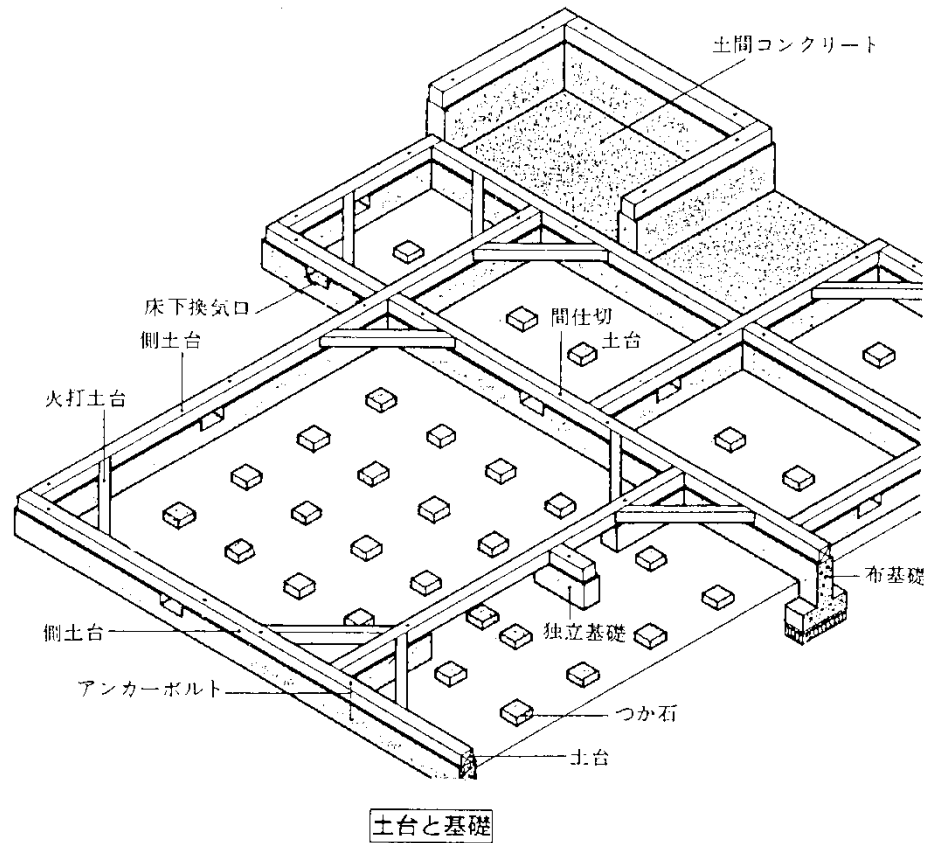 土間コンクリート
床下換気口
側土台
間仕切
土台
火打土台
布基礎
側土台
独立基礎
アンカーボルト
つか石
土台
土台と基礎